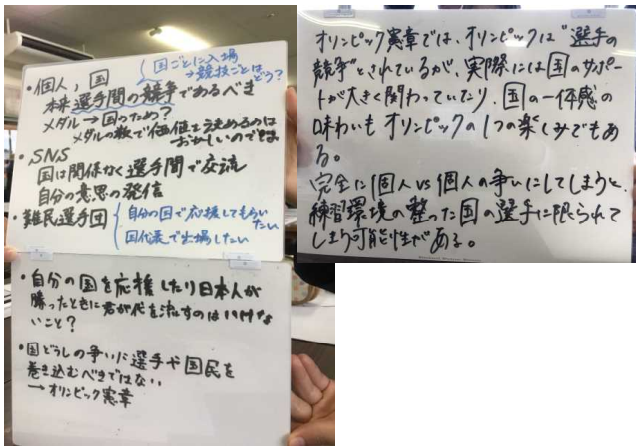 ・個人, 国
国ごとに入場
→競技ごとはどう?
本来 選手間の競争であるべき
メダル→国のため?
メダルの数で価値を決めるのは
おかしいのでは
・SNS
国は関係なく選手間で交流
自分の意思の発信
・難民選手団
自分の国で応援してもらいたい
国代表で出場したい
・自分の国を応援したり日本人が
勝ったときに君が代を流すのはいけな
いこと?
・国どうしの争いに選手や国民を
巻き込むべきではない
→オリンピック憲章
オリンピック憲章では、オリンピックは"選手の
競争"とされているが、実際には国のサポー
トが大きく関わっていたり、国の一体感の
味わいもオリンピックの1つの楽しみでもあ
る。
完全に個人vs個人の争いにしてしまうと、
練習環境の整った国の選手に限られて
しまう可能性がある。